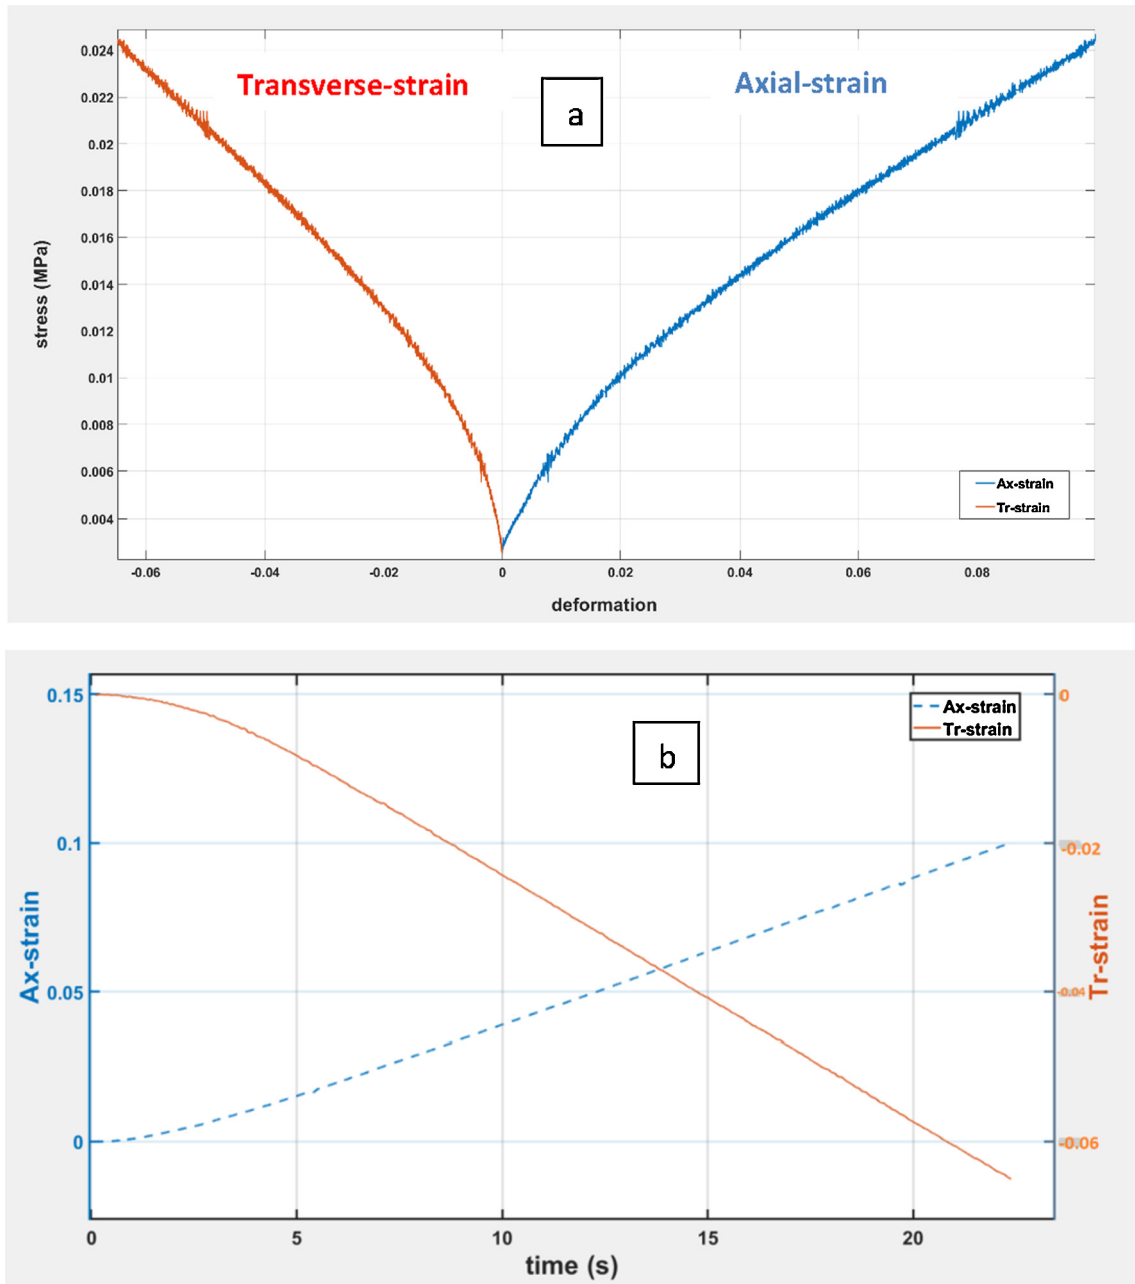 0.024
0.022
0.02
0.018
0.016
0.014
0.012
0.01
0.008
0.006
0.004
stress (MPa)
Transverse-strain
a
Axial-strain
Ax-strain
Tr-strain
-0.06 -0.04 -0.02 0 0.02 0.04 0.06 0.08
deformation
0.15
0.1
0.05
0
Ax-strain
b
Ax-strain
Tr-strain
0
-0.02
-0.04
-0.06
Tr-strain
0 5 10 15 20
time (s)